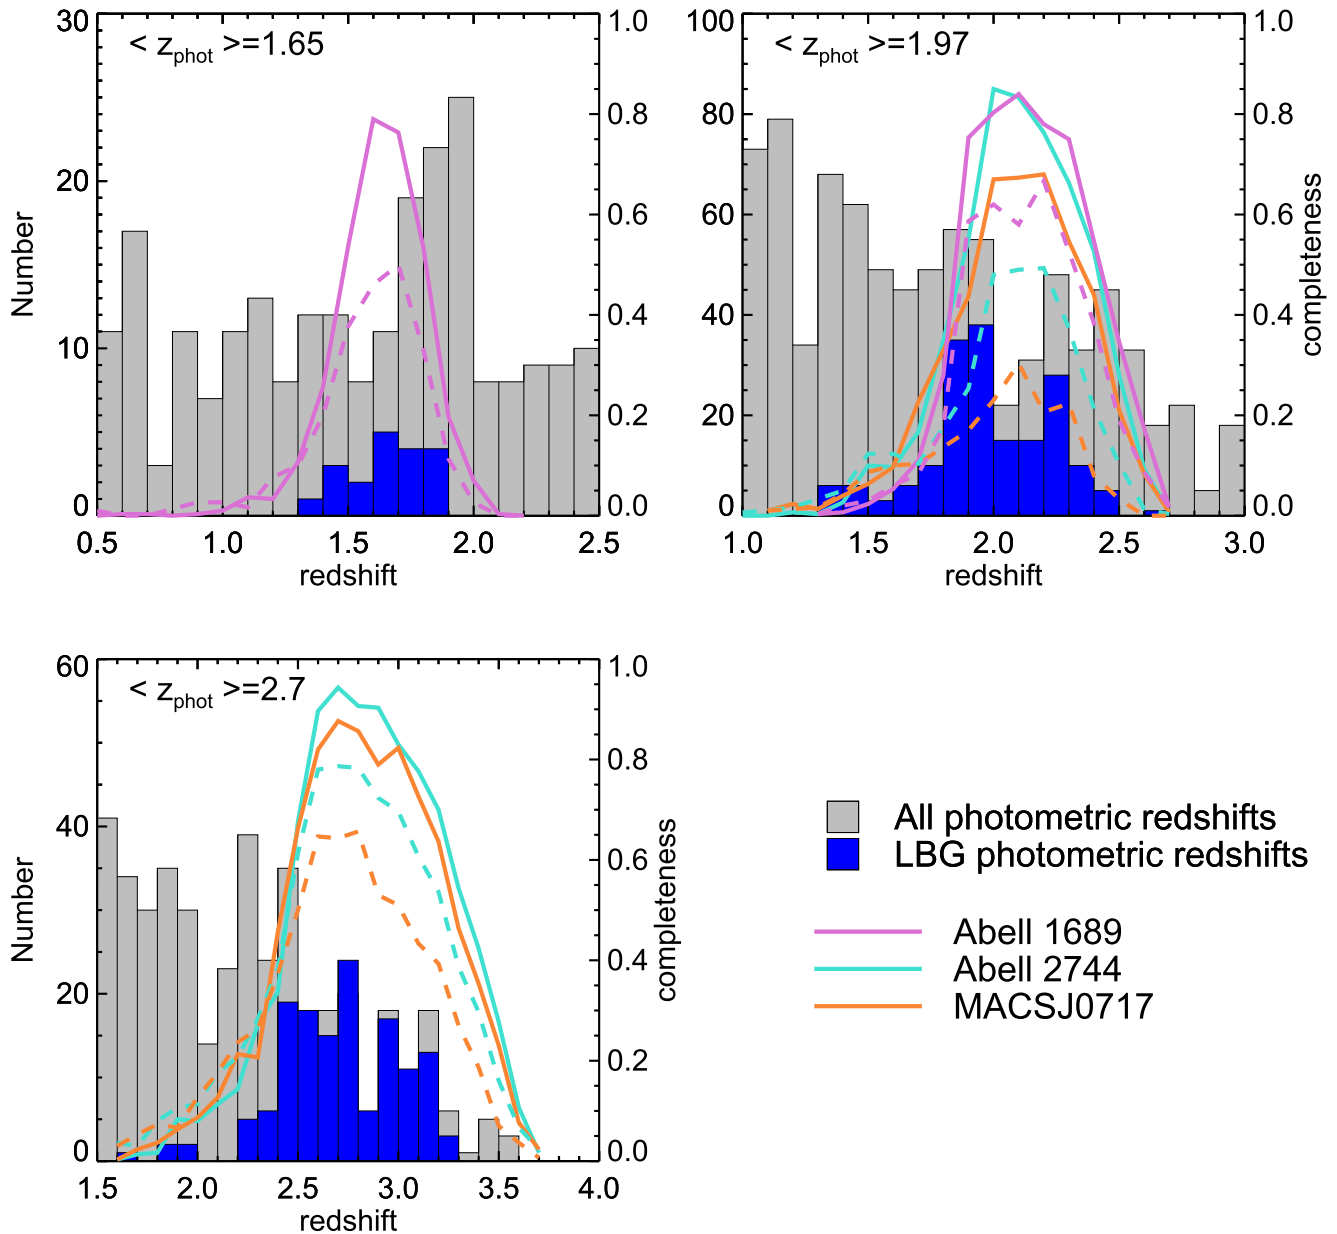 < zphot >=1.65
30
20
10
0
Number
1.0
0.8
0.6
0.4
0.2
0.0
0.5 1.0 1.5 2.0 2.5
redshift
< zphot >=1.97
100
80
60
40
20
0
1.0
0.8
0.6
0.4
0.2
0.0
completeness
1.0 1.5 2.0 2.5 3.0
redshift
< zphot >=2.7
60
40
20
0
Number
1.0
0.8
0.6
0.4
0.2
0.0
completeness
1.5 2.0 2.5 3.0 3.5 4.0
redshift
All photometric redshifts
LBG photometric redshifts
Abell 1689
Abell 2744
MACSJ0717